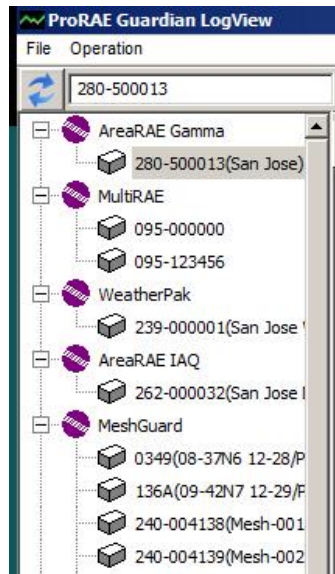 ProRAE Guardian LogView
File Operation
280-500013
AreaRAE Gamma
280-500013(San Jose)
MultiRAE
095-000000
095-123456
WeatherPak
239-000001(San Jose
AreaRAE IAQ
262-000032(San Jose
MeshGuard
0349(08-37N6 12-28/P
136A(09-42N7 12-29/P
240-004138(Mesh-001
240-004139(Mesh-002